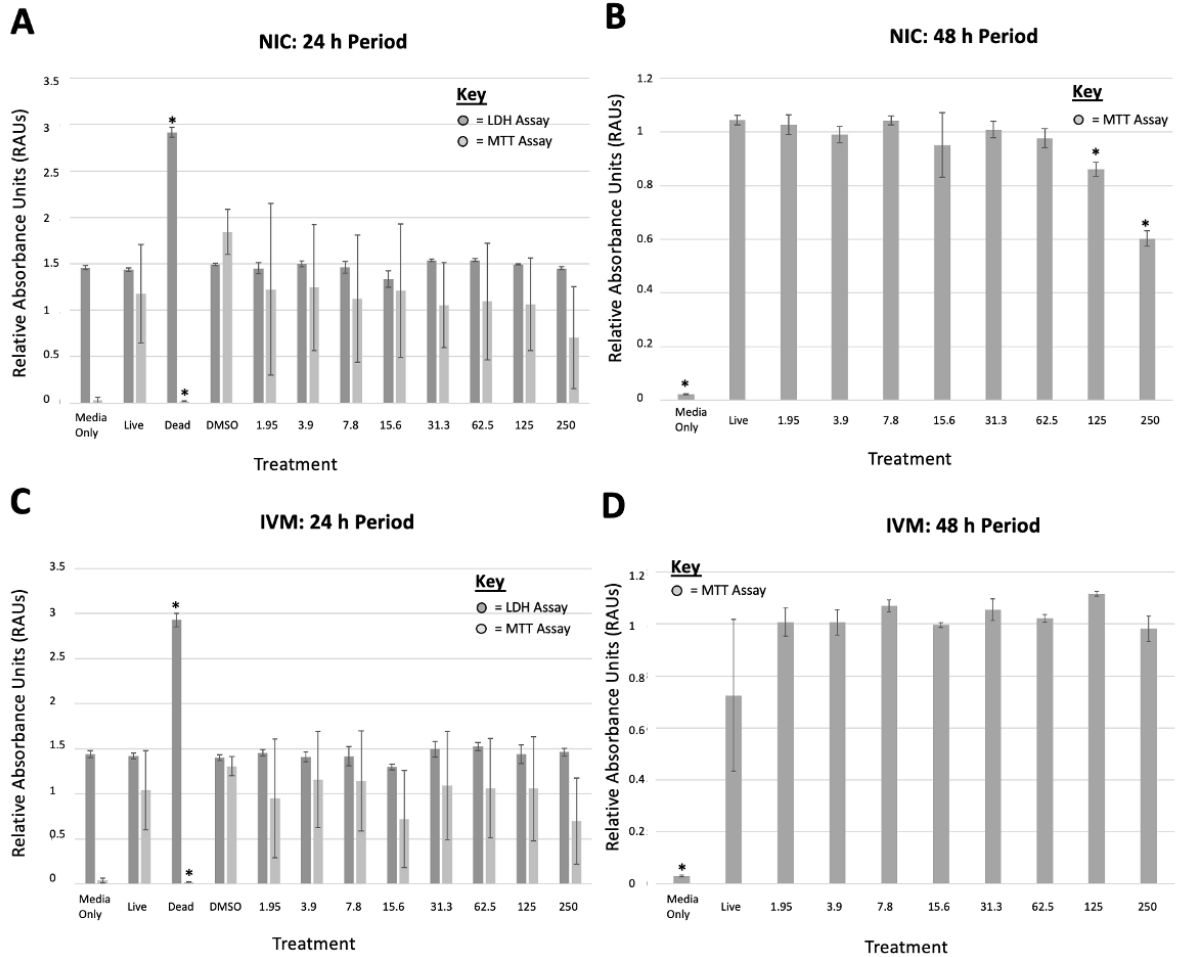 A
NIC: 24 h Period
Relative Absorbance Units (RAUs)
3.5
3
2.5
2
1.5
1
0.5
0
Key
= LDH Assay
= MTT Assay
*
*
Media Only
Live
Dead
DMSO
1.95
3.9
7.8
15.6
31.3
62.5
125
250
Treatment
B
NIC: 48 h Period
Relative Absorbance Units (RAUs)
1.2
1
0.8
0.6
0.4
0.2
0
Key
= MTT Assay
*
*
*
Media Only
Live
1.95
3.9
7.8
15.6
31.3
62.5
125
250
Treatment
C
IVM: 24 h Period
Relative Absorbance Units (RAUs)
3.5
3
2.5
2
1.5
1
0.5
0
Key
= LDH Assay
= MTT Assay
*
*
Media Only
Live
Dead
DMSO
1.95
3.9
7.8
15.6
31.3
62.5
125
250
Treatment
D
IVM: 48 h Period
Relative Absorbance Units (RAUs)
1.2
1
0.8
0.6
0.4
0.2
0
Key
= MTT Assay
*
Media Only
Live
1.95
3.9
7.8
15.6
31.3
62.5
125
250
Treatment